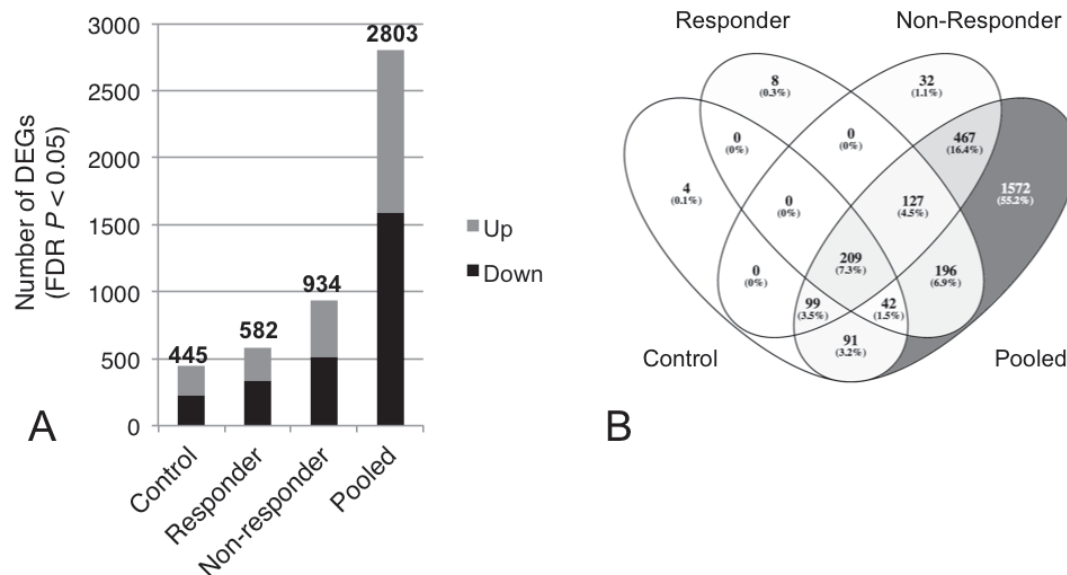 3000
2500
2000
1500
1000
500
0
Number of DEGs
(FDR P < 0.05)
445
582
934
2803
Up
Down
Control
Responder
Non-responder
Pooled
A
Responder
Non-Responder
8
(0.3%)
32
(1.1%)
0
(0%)
0
(0%)
467
(16.4%)
4
(0.1%)
0
(0%)
127
(4.5%)
1572
(55.2%)
209
(7.3%)
0
(0%)
196
(6.9%)
99
(3.5%)
42
(1.5%)
91
(3.2%)
Control
Pooled
B